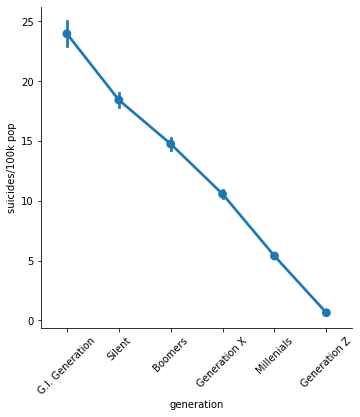 25
20
15
10
5
0
suicides/100k pop
G.I. Generation
Silent
Boomers
Generation X
Millenials
Generation Z
generation